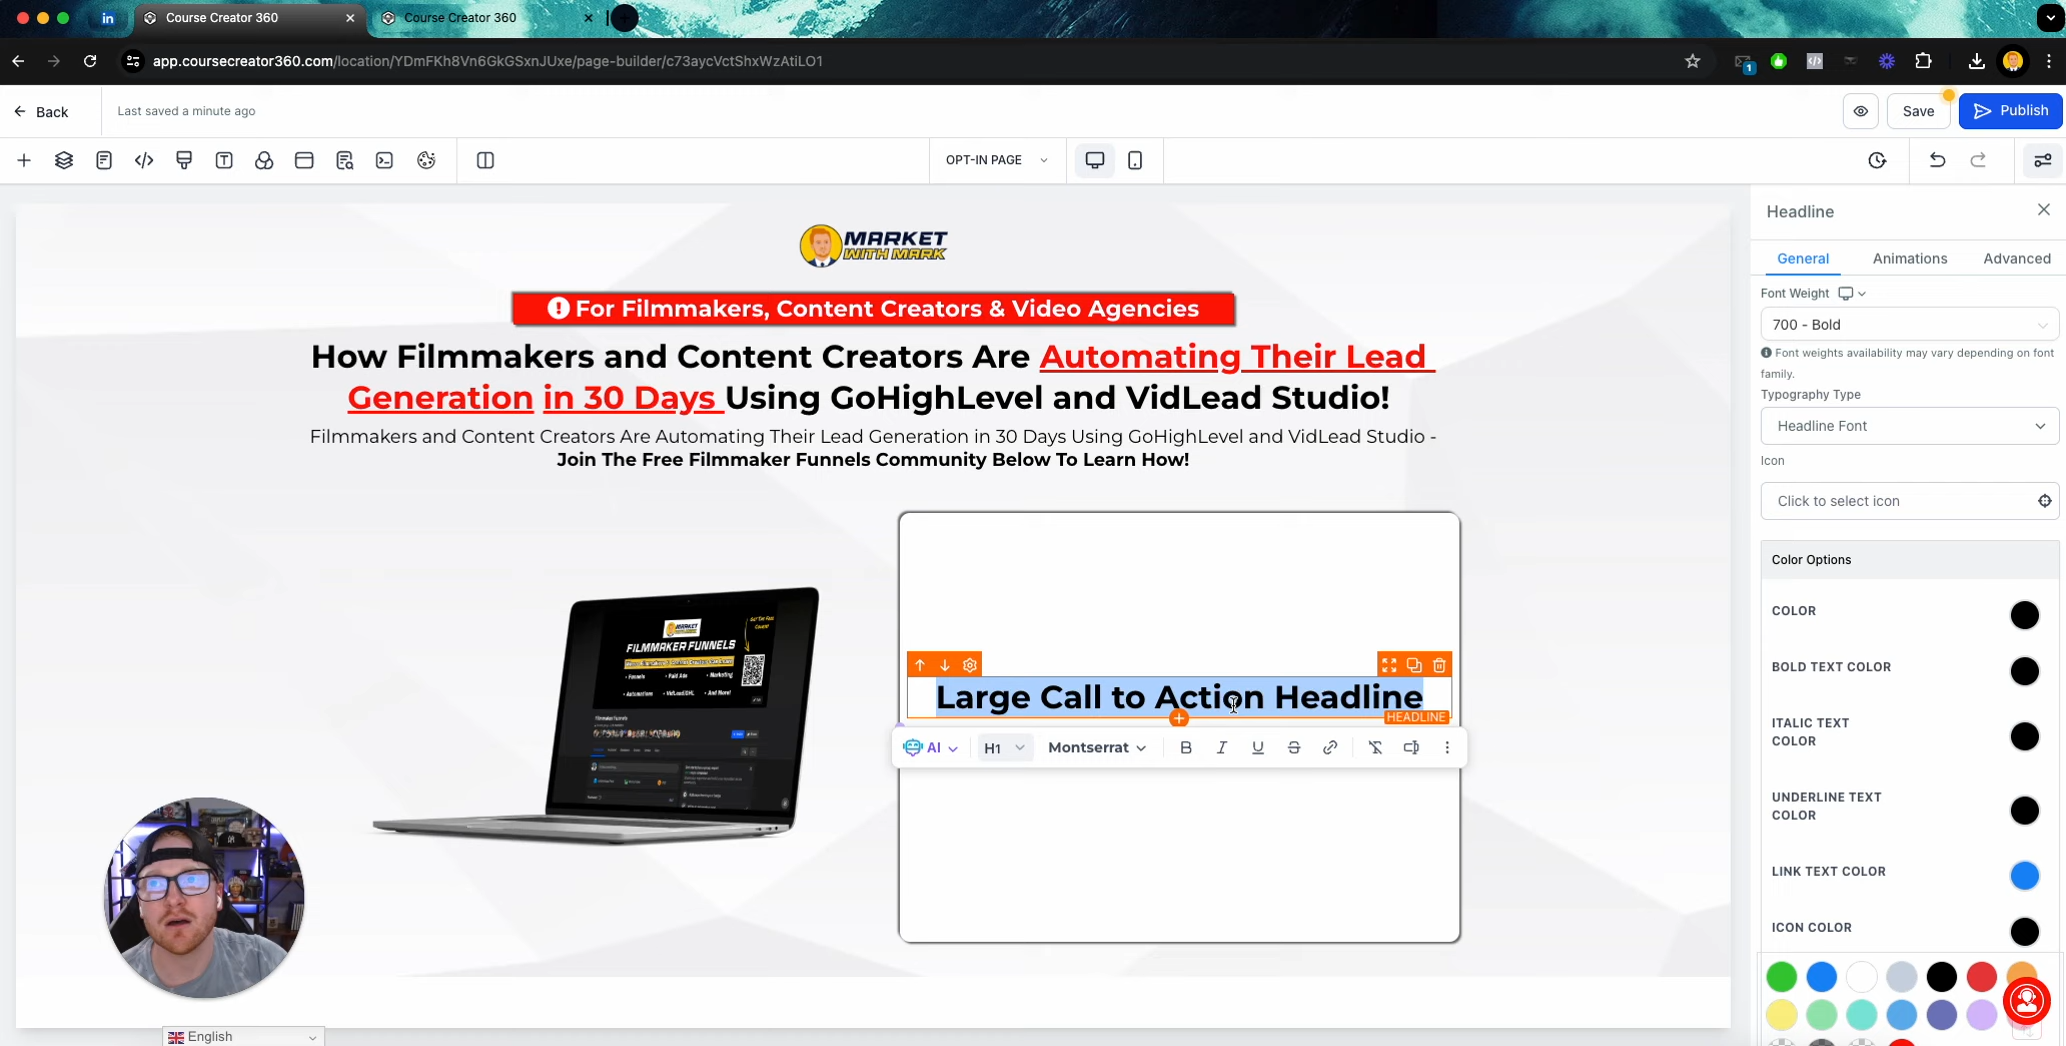 in
Course Creator 360
Course Creator 360
app.coursecreator360.com/location/YDmFKh8Vn6GkGSxnJUxe/page-builder/c73aycVctShxWzAtiLO1
1
Back
Last saved a minute ago
Save
Publish
OPT-IN PAGE
Headline
General
Animations
Advanced
MARKET
WITH MARK
For Filmmakers, Content Creators & Video Agencies
How Filmmakers and Content Creators Are Automating Their Lead
Generation in 30 Days Using GoHighLevel and VidLead Studio!
Filmmakers and Content Creators Are Automating Their Lead Generation in 30 Days Using GoHighLevel and VidLead Studio -
Join The Free Filmmaker Funnels Community Below To Learn How!
MARKET
FILMMAKER FUNNELS
Filmmaker Funnels
Large Call to Action Headline
HEADLINE
AI
H1
Montserrat
B
I
U
S
Font Weight
700 - Bold
Font weights availability may vary depending on font
family.
Typography Type
Headline Font
Icon
Click to select icon
Color Options
COLOR
BOLD TEXT COLOR
ITALIC TEXT
COLOR
UNDERLINE TEXT
COLOR
LINK TEXT COLOR
ICON COLOR
English